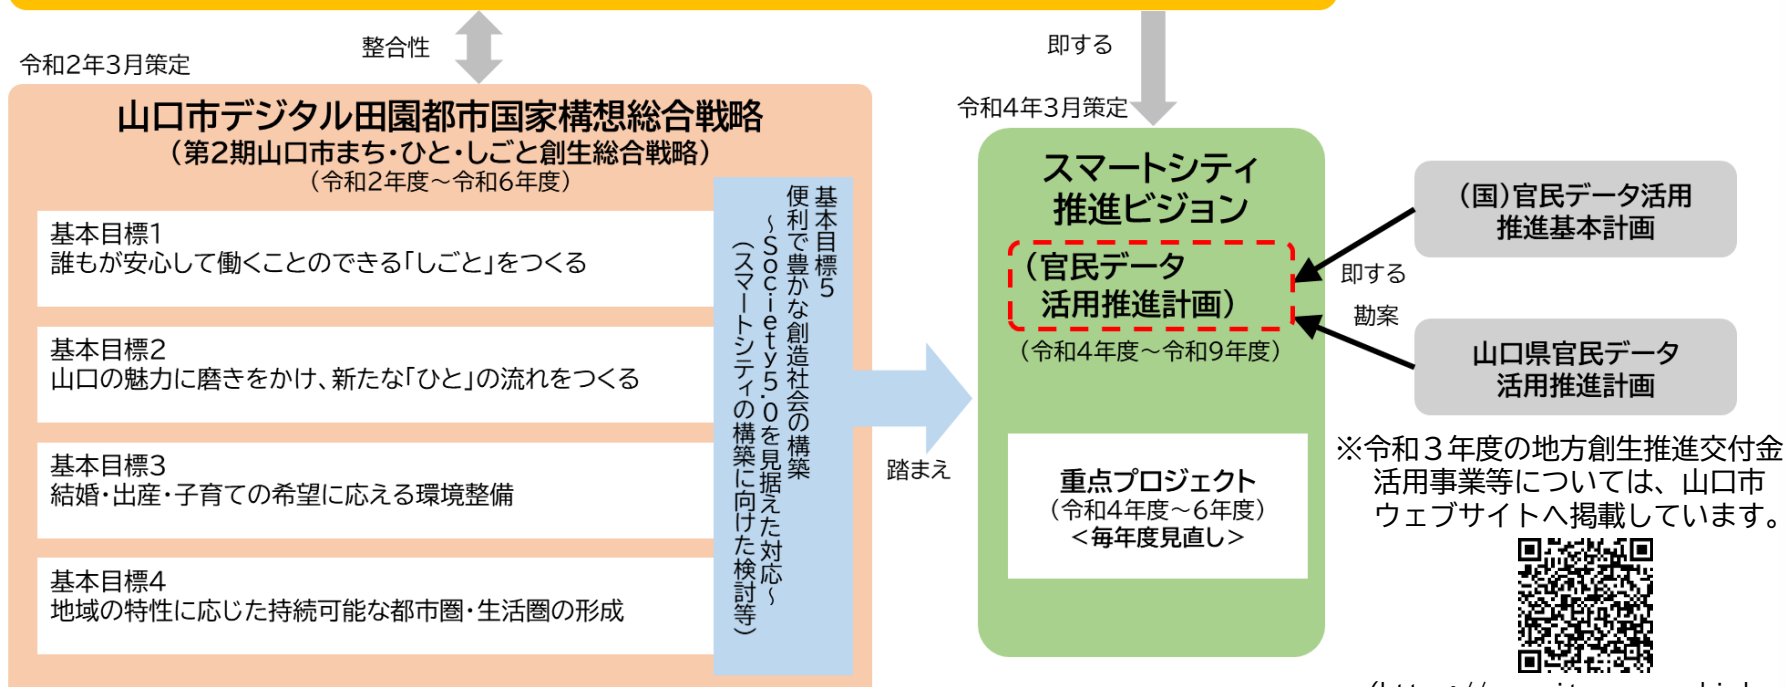 整合性
即する
令和2年3月策定
山口市デジタル田園都市国家構想総合戦略
（第2期山口市まち・ひと・しごと創生総合戦略）
（令和2年度～令和6年度）
基本目標1
誰もが安心して働くことのできる「しごと」をつくる
基本目標2
山口の魅力に磨きをかけ、新たな「ひと」の流れをつくる
基本目標3
結婚・出産・子育ての希望に応える環境整備
基本目標4
地域の特性に応じた持続可能な都市圏・生活圏の形成
基本目標5
便利で豊かな創造社会の構築
～Society5.0を見据えた対応～
（スマートシティの構築に向けた検討等）
踏まえ
令和4年3月策定
スマートシティ
推進ビジョン
（官民データ
活用推進計画）
（令和4年度～令和9年度）
重点プロジェクト
（令和4年度～6年度）
<毎年度見直し>
（国）官民データ活用
推進基本計画
即する
勘案
山口県官民データ
活用推進計画
※令和３年度の地方創生推進交付金
活用事業等については、山口市
ウェブサイトへ掲載しています。